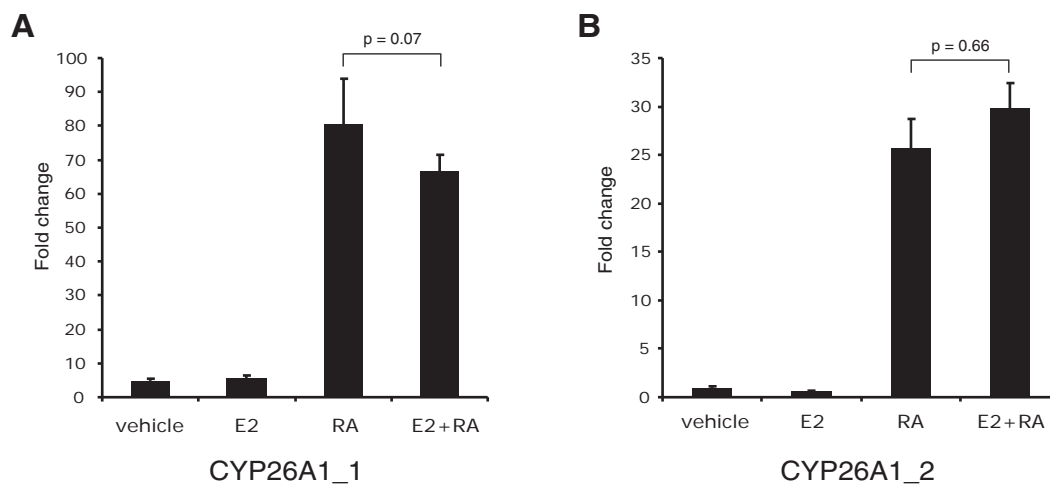 A
p = 0.07
Fold change
100
90
80
70
60
50
40
30
20
10
0
vehicle E2 RA E2+RA
CYP26A1_1
B
p = 0.66
Fold change
35
30
25
20
15
10
5
0
vehicle E2 RA E2+RA
CYP26A1_2